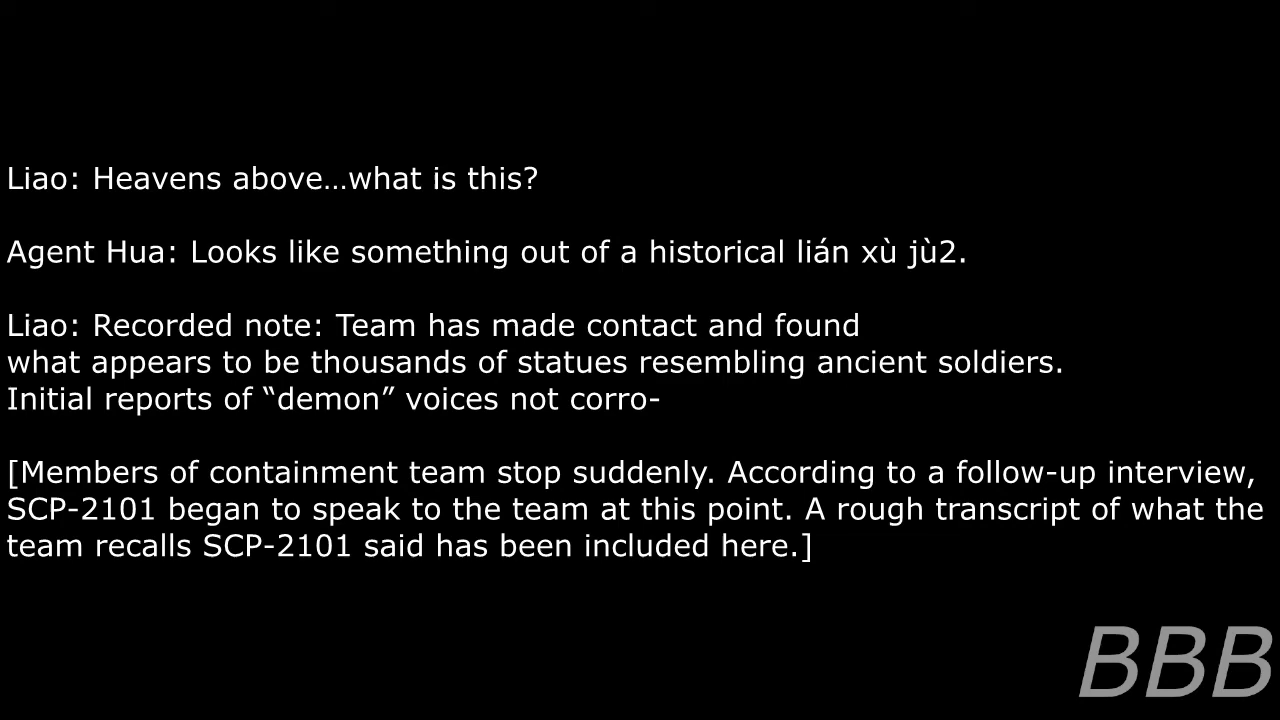 Liao: Heavens above…what is this?
Agent Hua: Looks like something out of a historical lián xù jù2.
Liao: Recorded note: Team has made contact and found
what appears to be thousands of statues resembling ancient soldiers.
Initial reports of “demon” voices not corro-
[Members of containment team stop suddenly. According to a follow-up interview,
SCP-2101 began to speak to the team at this point. A rough transcript of what the
team recalls SCP-2101 said has been included here.]
BBB